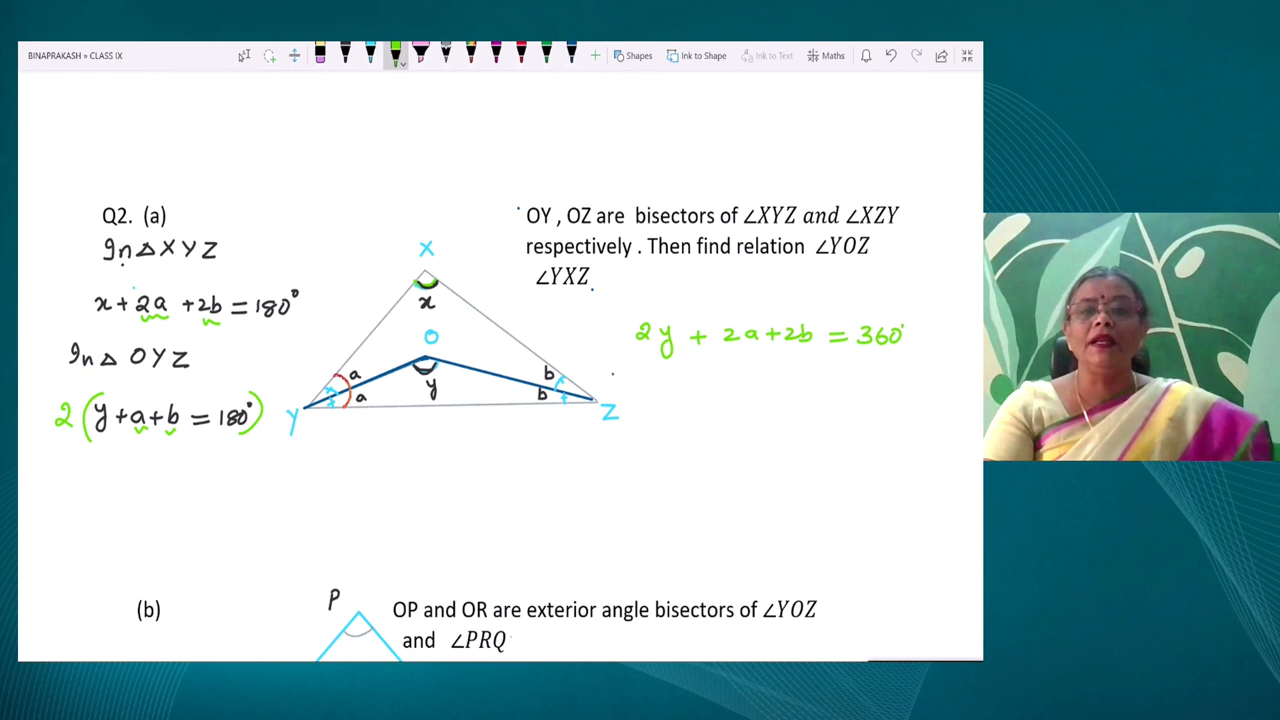 BINAPRAKASH » CLASS IX
Shapes
Ink to Shape
Ink to Text
Maths
Q2. (a)
In △ X Y Z
x + 2a + 2b = 180°
In △ O Y Z
2 (y + a + b = 180°)
X
x
O
y
a
a
b
b
Y
Z
OY , OZ are bisectors of ∠XYZ and ∠XZY
respectively . Then find relation ∠YOZ
∠YXZ.
2y + 2a + 2b = 360°
(b)
P
OP and OR are exterior angle bisectors of ∠YOZ
and ∠PRQ